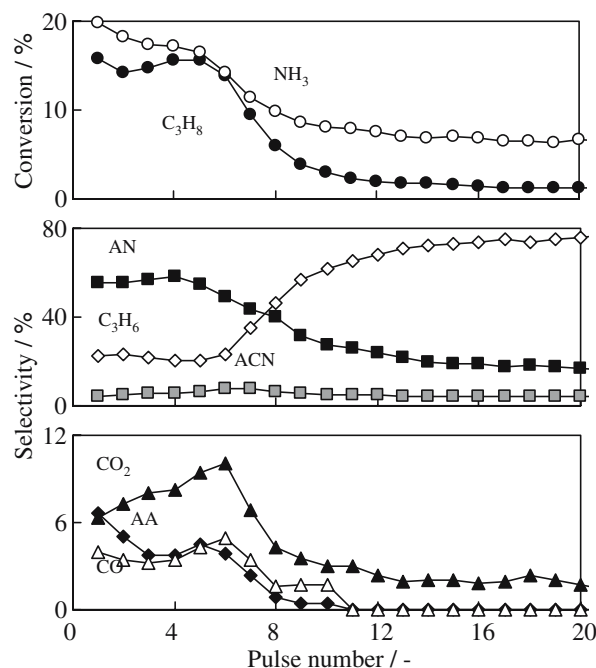 20
10
0
Conversion / %
NH₃
C₃H₈
80
40
0
AN
C₃H₆
ACN
Selectivity / %
12
6
0
CO₂
AA
CO
0 4 8 12 16 20
Pulse number / -